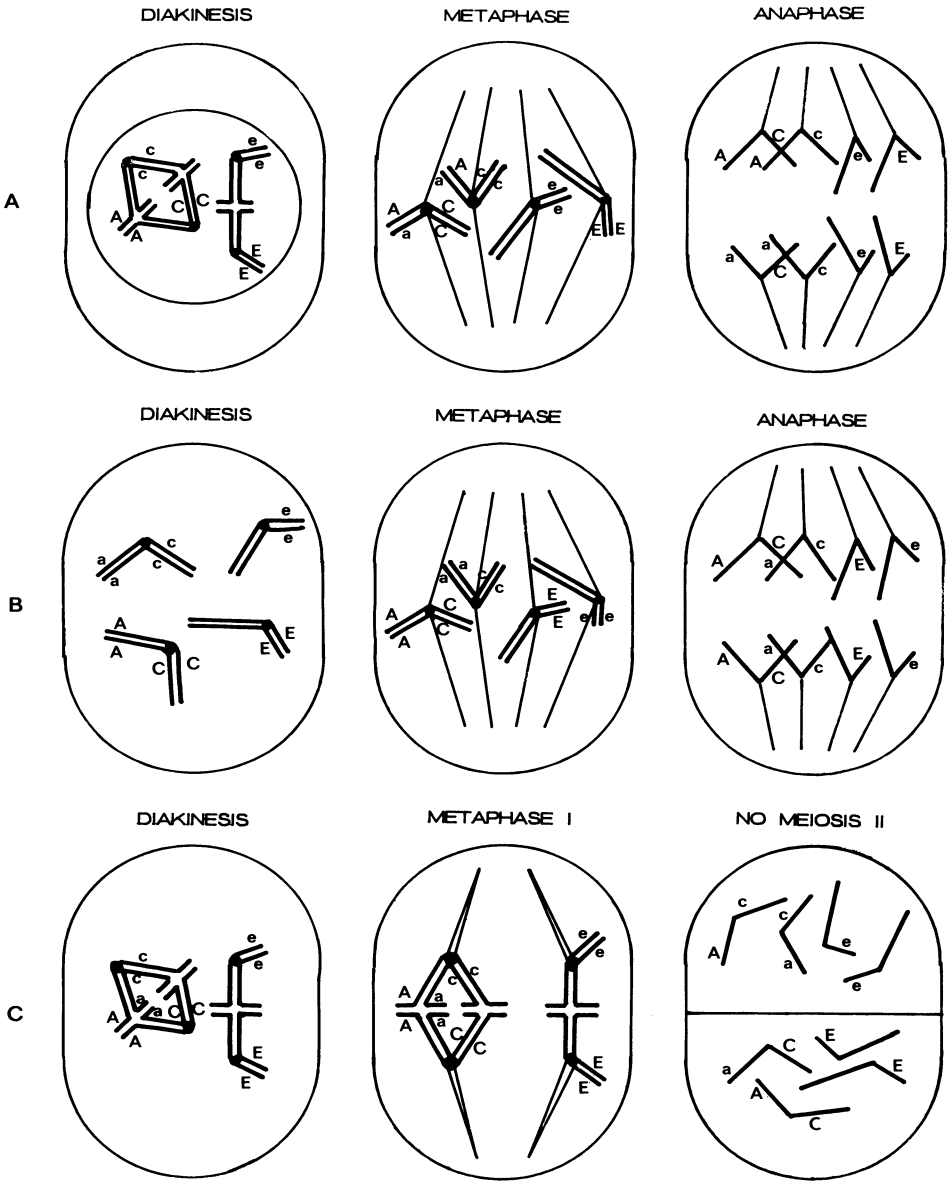 DIAKINESIS METAPHASE ANAPHASE
A
c e
c e
C C
A
A
E
E
A c
a c
A C
a C
e
e
E E
A C c e E
A
a a C c e E
DIAKINESIS METAPHASE ANAPHASE
B
a c
a c
e
e
A
A
C C
E
E
a a c c
A C
A C
E
E
e e
A C c E e
a
A a C c E e
DIAKINESIS METAPHASE I NO MEIOSIS II
C
c e
c e
a
A a C C
A
E
E
e
e
A c
a c
A a C
C
E
E
c c
A a e
e
a C E E
A C